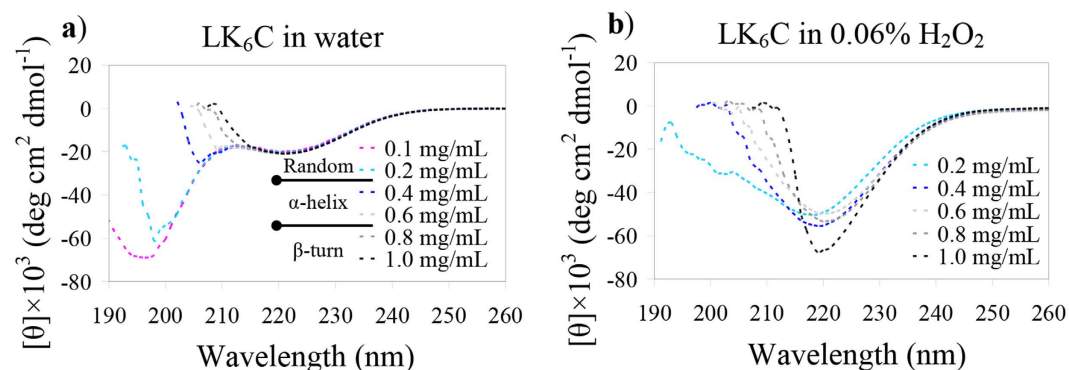 a)
LK₆C in water
[θ]×10³ (deg cm² dmol⁻¹)
20
0
-20
-40
-60
-80
190 200 210 220 230 240 250 260
Wavelength (nm)
Random
α-helix
β-turn
0.1 mg/mL
0.2 mg/mL
0.4 mg/mL
0.6 mg/mL
0.8 mg/mL
1.0 mg/mL
b)
LK₆C in 0.06% H₂O₂
[θ]×10³ (deg cm² dmol⁻¹)
20
0
-20
-40
-60
-80
190 200 210 220 230 240 250 260
Wavelength (nm)
0.2 mg/mL
0.4 mg/mL
0.6 mg/mL
0.8 mg/mL
1.0 mg/mL